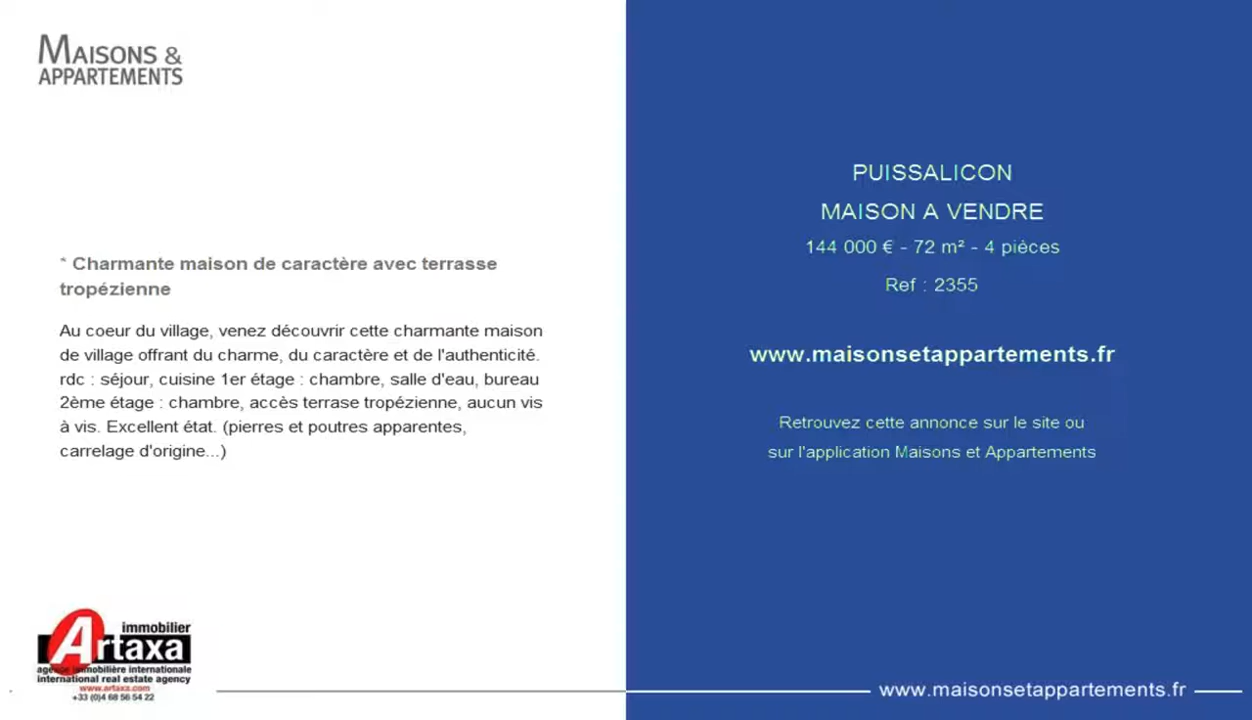 MAISONS &
APPARTEMENTS
* Charmante maison de caractère avec terrasse
tropézienne
Au coeur du village, venez découvrir cette charmante maison
de village offrant du charme, du caractère et de l'authenticité.
rdc : séjour, cuisine 1er étage : chambre, salle d'eau, bureau
2ème étage : chambre, accès terrase tropézienne, aucun vis
à vis. Excellent état. (pierres et poutres apparentes,
carrelage d'origine...)
immobilier
Artaxa
agence immobilière internationale
international real estate agency
www.artaxa.com
+33 (0)4 68 56 54 22
PUISSALICON
MAISON A VENDRE
144 000 € - 72 m² - 4 pièces
Ref : 2355
www.maisonsetappartements.fr
Retrouvez cette annonce sur le site ou
sur l'application Maisons et Appartements
www.maisonsetappartements.fr